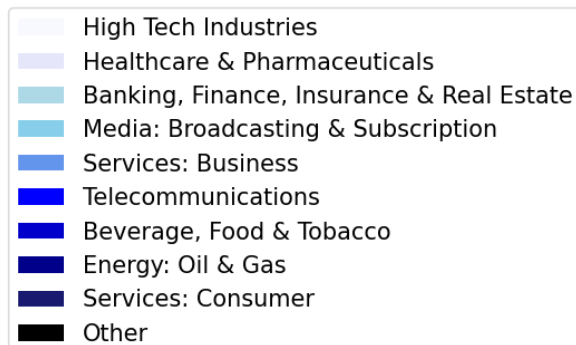 High Tech Industries
Healthcare & Pharmaceuticals
Banking, Finance, Insurance & Real Estate
Media: Broadcasting & Subscription
Services: Business
Telecommunications
Beverage, Food & Tobacco
Energy: Oil & Gas
Services: Consumer
Other